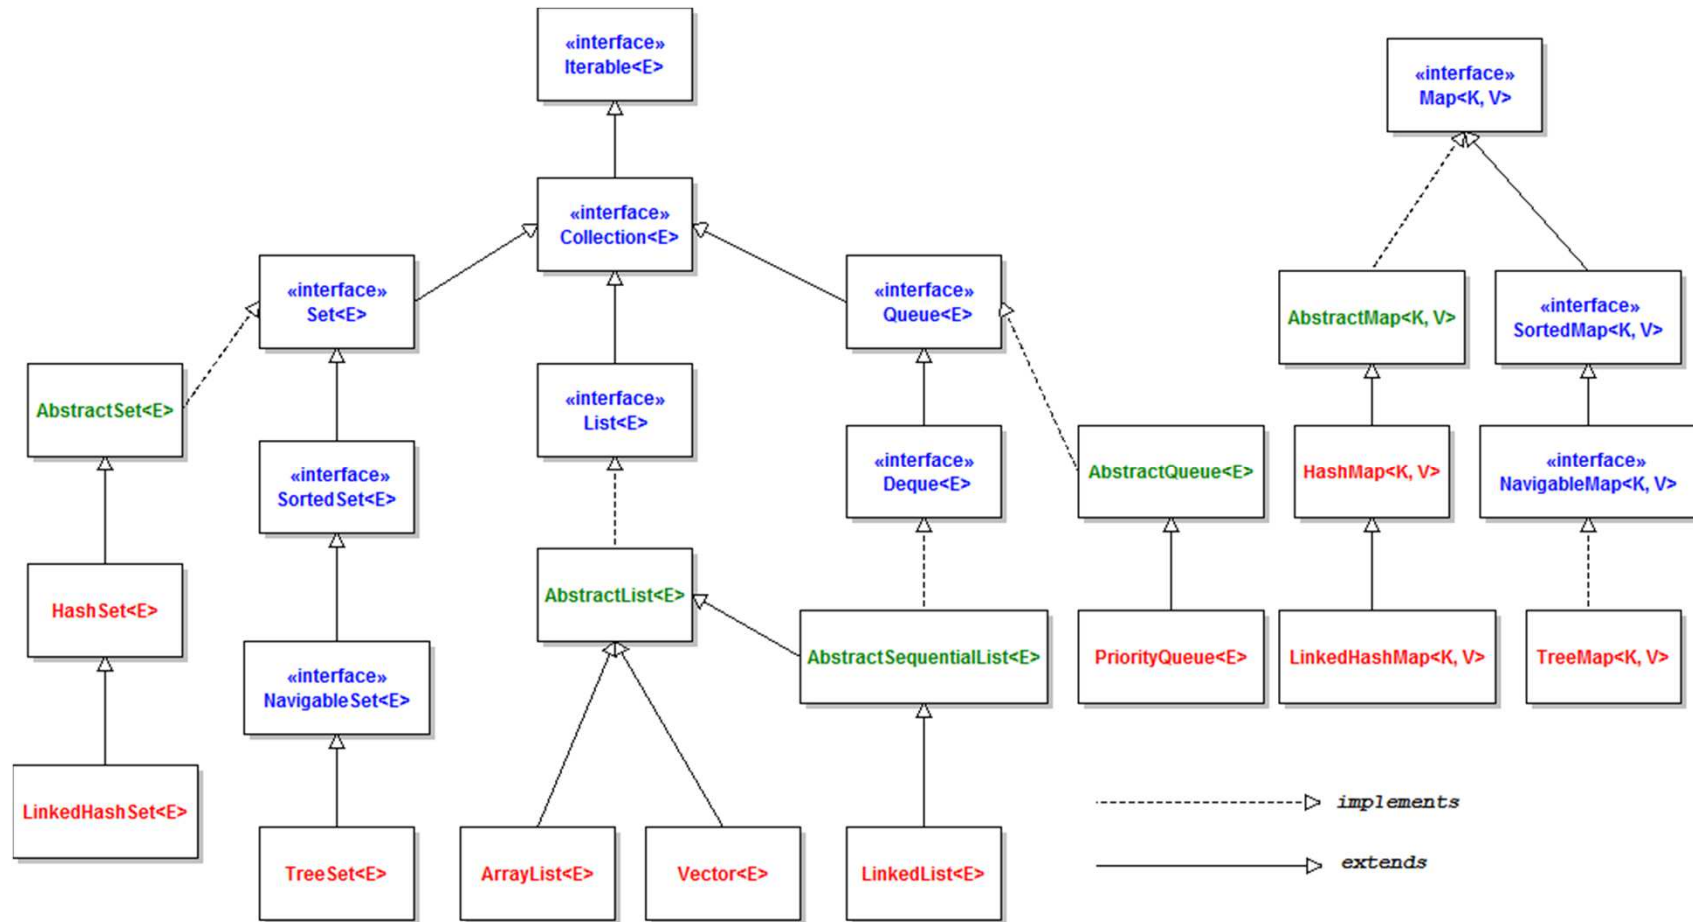 «interface»
Iterable<E>
«interface»
Map<K, V>
«interface»
Collection<E>
«interface»
Set<E>
«interface»
Queue<E>
AbstractMap<K, V>
«interface»
SortedMap<K, V>
AbstractSet<E>
«interface»
List<E>
«interface»
SortedSet<E>
«interface»
Deque<E>
AbstractQueue<E>
HashMap<K, V>
«interface»
NavigableMap<K, V>
HashSet<E>
AbstractList<E>
«interface»
NavigableSet<E>
AbstractSequentialList<E>
PriorityQueue<E>
LinkedHashMap<K, V>
TreeMap<K, V>
LinkedHashSet<E>
implements
TreeSet<E>
ArrayList<E>
Vector<E>
LinkedList<E>
extends